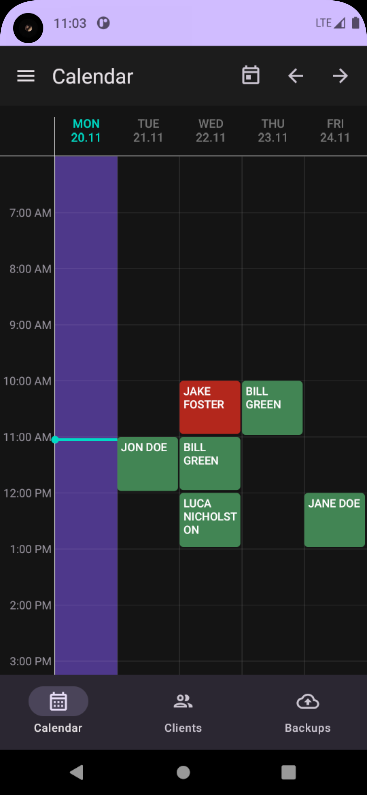 11:03
LTE
Calendar
MON TUE WED THU FRI
20.11 21.11 22.11 23.11 24.11
7:00 AM
8:00 AM
9:00 AM
10:00 AM
JAKE
FOSTER
BILL
GREEN
11:00 AM
JON DOE
BILL
GREEN
12:00 PM
LUCA
NICHOLST
ON
JANE DOE
1:00 PM
2:00 PM
3:00 PM
Calendar Clients Backups